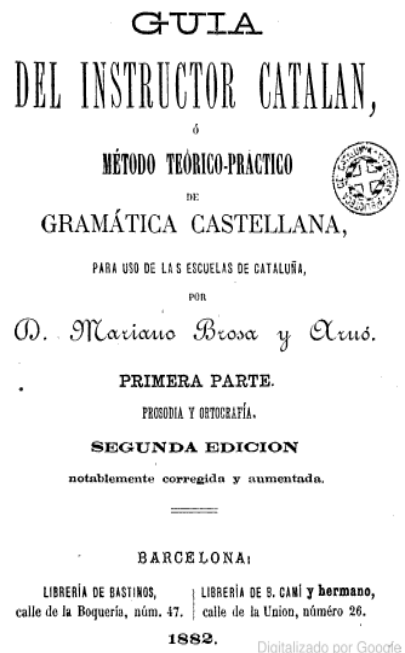 GUIA
DEL INSTRUCTOR CATALAN,
ó
MÉTODO TEÓRICO-PRÁCTICO
DE
GRAMÁTICA CASTELLANA,
PARA USO DE LAS ESCUELAS DE CATALUÑA,
POR
D. Mariano Brosa y Arnó.
PRIMERA PARTE.
PROSODIA Y ORTOGRAFÍA.
SEGUNDA EDICION
notablemente corregida y aumentada.
BARCELONA:
LIBRERÍA DE BASTINOS,
calle de la Boquería, núm. 47.
LIBRERÍA DE B. CAMÍ y hermano,
calle de la Union, número 26.
1882.
Digitalizado por Google